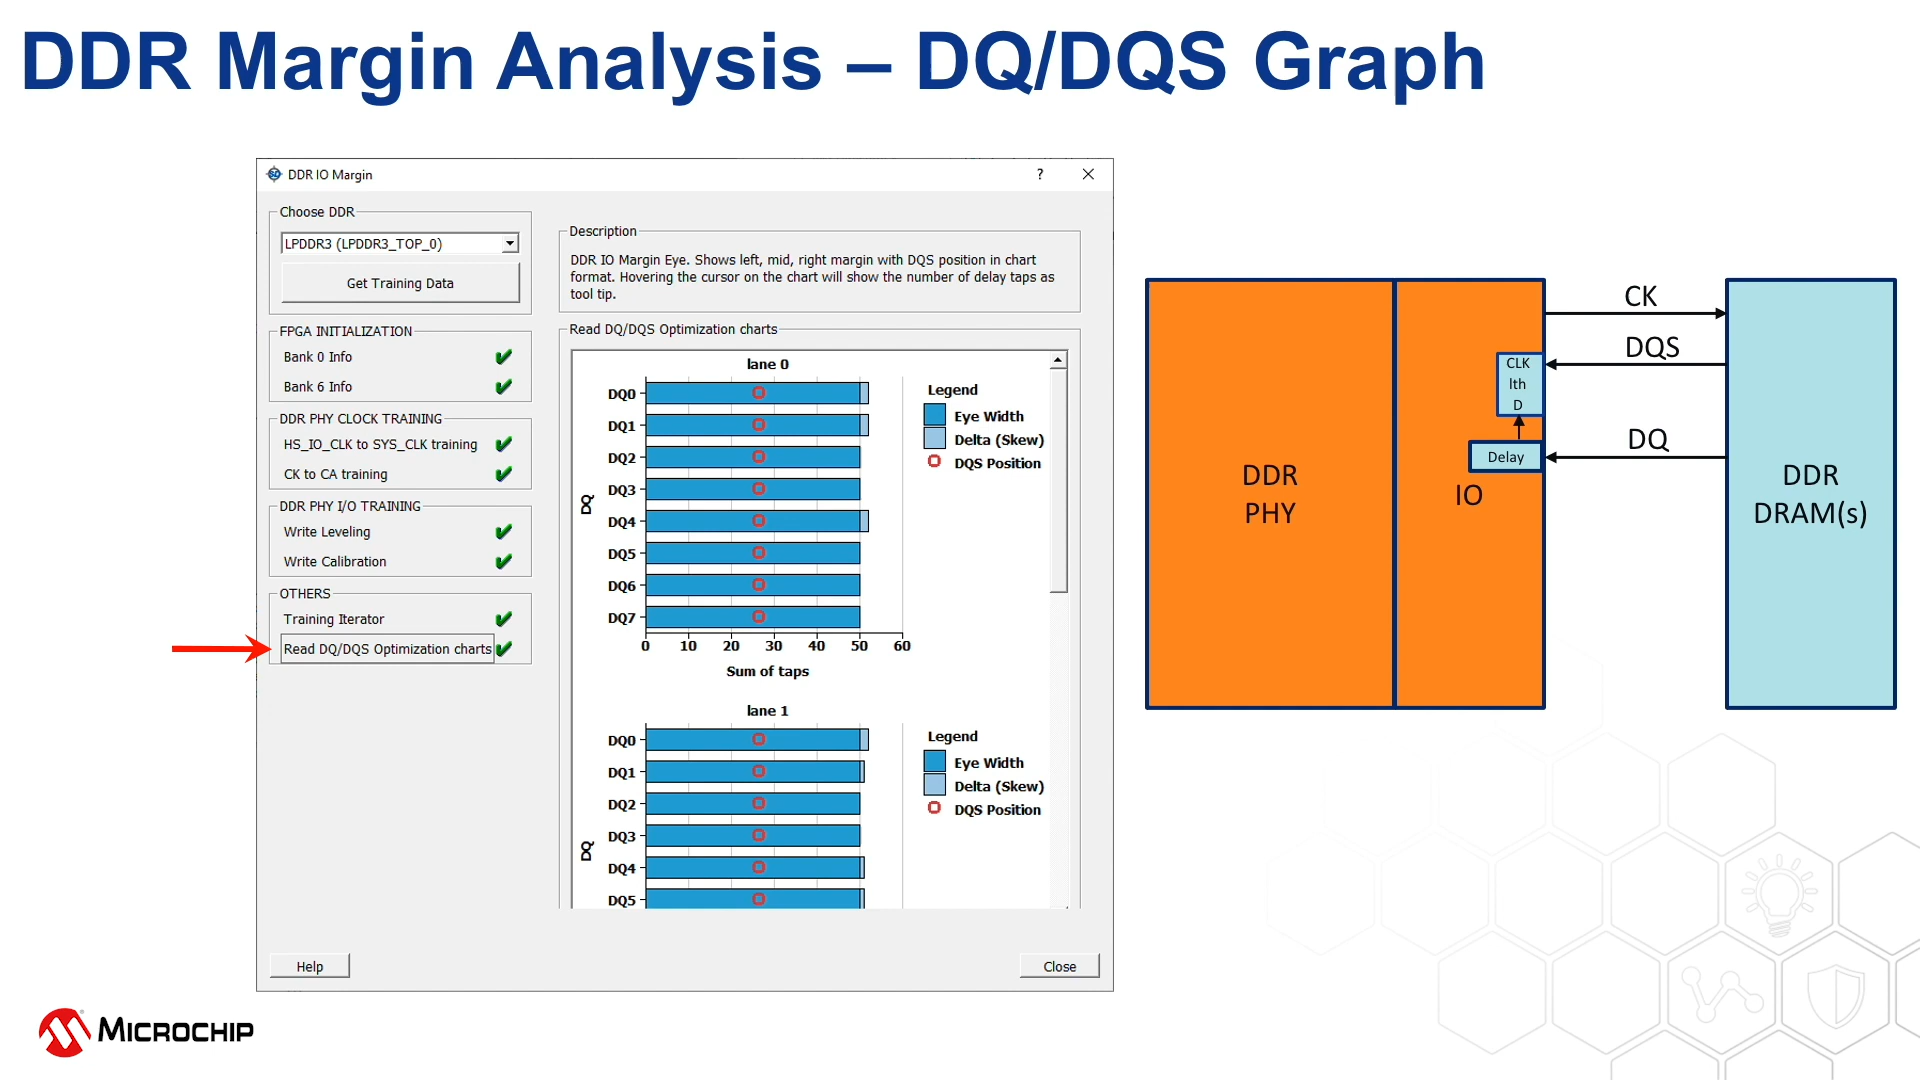 DDR Margin Analysis – DQ/DQS Graph
DDR IO Margin
?
Choose DDR
LPDDR3 (LPDDR3_TOP_0)
Get Training Data
FPGA INITIALIZATION
Bank 0 Info
Bank 6 Info
DDR PHY CLOCK TRAINING
HS_IO_CLK to SYS_CLK training
CK to CA training
DDR PHY I/O TRAINING
Write Leveling
Write Calibration
OTHERS
Training Iterator
Read DQ/DQS Optimization charts
Description
DDR IO Margin Eye. Shows left, mid, right margin with DQS position in chart
format. Hovering the cursor on the chart will show the number of delay taps as
tool tip.
Read DQ/DQS Optimization charts
lane 0
DQ
DQ0
DQ1
DQ2
DQ3
DQ4
DQ5
DQ6
DQ7
0 10 20 30 40 50 60
Sum of taps
Legend
Eye Width
Delta (Skew)
DQS Position
lane 1
DQ
DQ0
DQ1
DQ2
DQ3
DQ4
DQ5
Legend
Eye Width
Delta (Skew)
DQS Position
Help
Close
DDR
PHY
IO
CLK
lth
D
Delay
CK
DQS
DQ
DDR
DRAM(s)
MICROCHIP